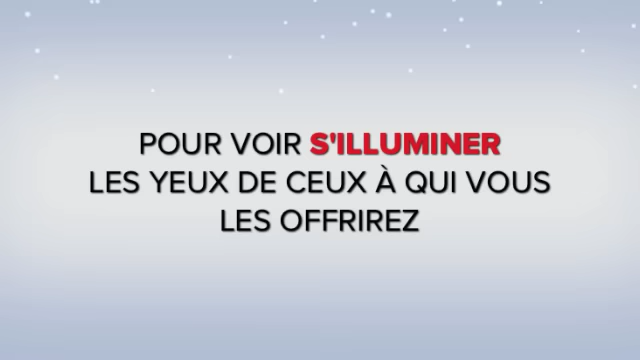 POUR VOIR S'ILLUMINER
LES YEUX DE CEUX À QUI VOUS
LES OFFRIREZ